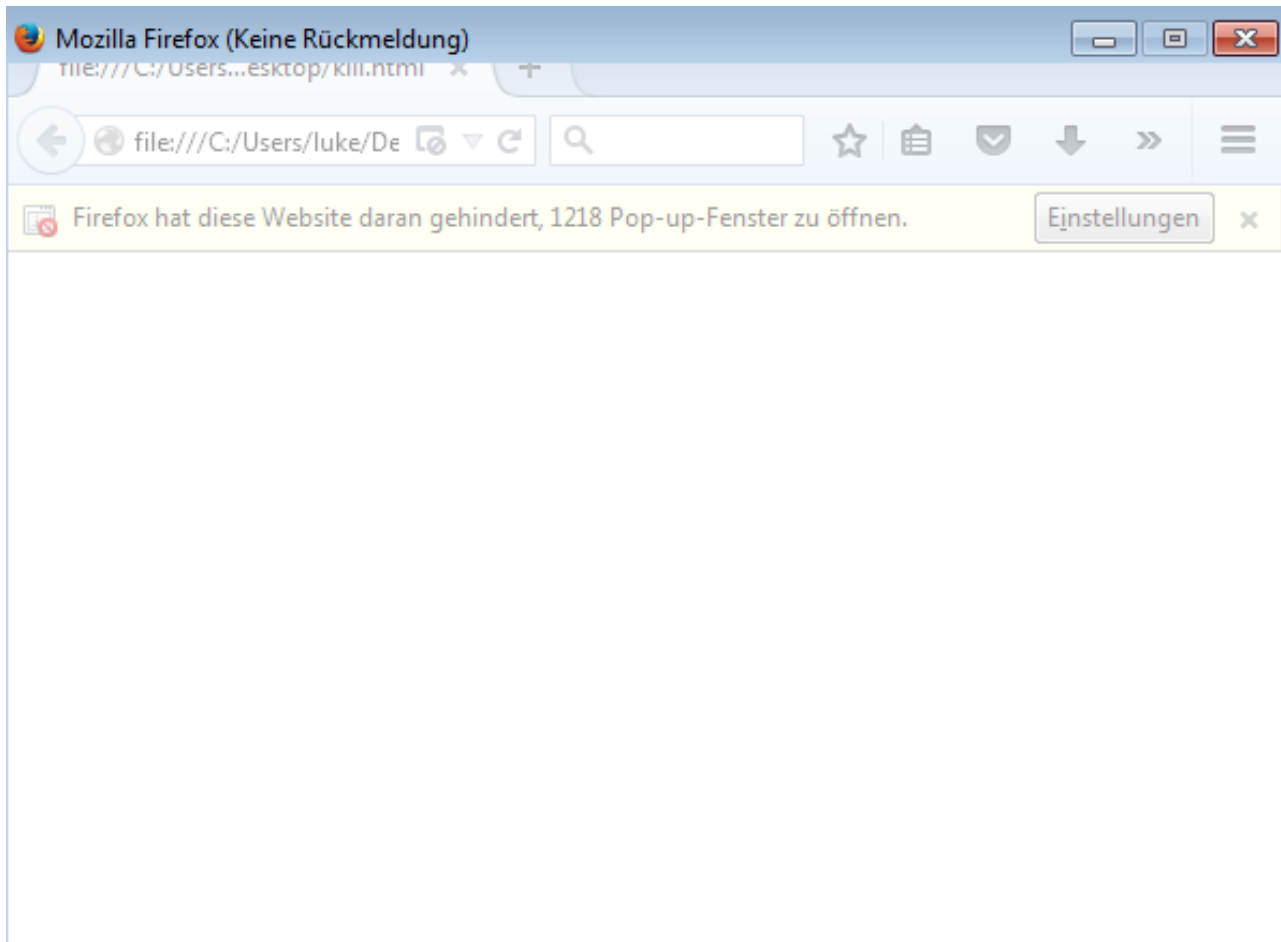 Mozilla Firefox (Keine Rückmeldung)
file:///C:/Users...esktop/kill.html
file:///C:/Users/luke/De
Firefox hat diese Website daran gehindert, 1218 Pop-up-Fenster zu öffnen.
Einstellungen